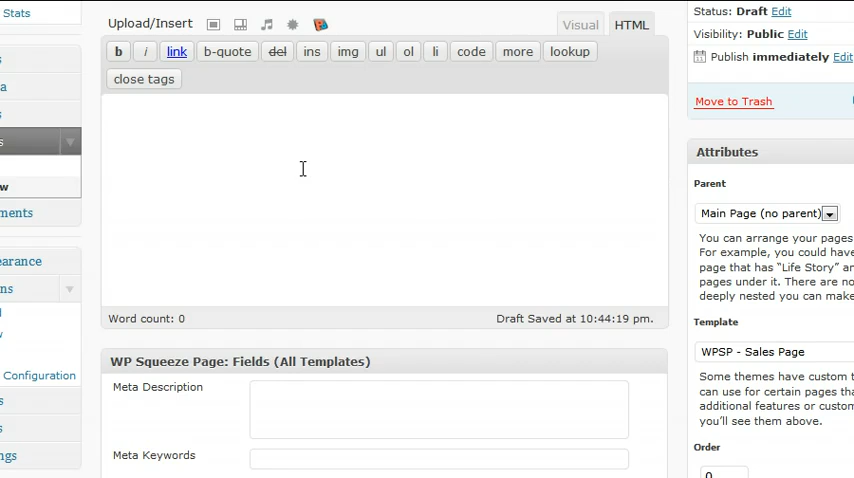 Stats
Upload/Insert
Visual
HTML
b
i
link
b-quote
del
ins
img
ul
ol
li
code
more
lookup
close tags
Word count: 0
Draft Saved at 10:44:19 pm.
WP Squeeze Page: Fields (All Templates)
Meta Description
Meta Keywords
Status: Draft Edit
Visibility: Public Edit
Publish immediately Edit
Move to Trash
Attributes
Parent
Main Page (no parent)
You can arrange your pages
For example, you could have
page that has “Life Story” an
pages under it. There are no
deeply nested you can make
Template
WPSP - Sales Page
Some themes have custom t
can use for certain pages tha
additional features or custom
you’ll see them above.
Order
0
a
s
w
ments
earance
ns
Configuration
s
s
ngs